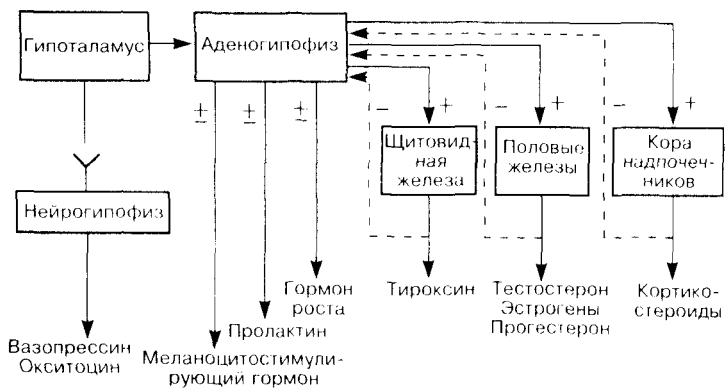 Гипоталамус
Аденогипофиз
± ± ±
− +
− +
− +
Щитовид-
ная
железа
Половые
железы
Кора
надпочеч-
ников
Нейрогипофиз
Гормон
роста
Тироксин
Тестостерон
Эстрогены
Прогестерон
Кортико-
стероиды
Пролактин
Вазопрессин
Окситоцин
Меланоцитостимули-
рующий гормон